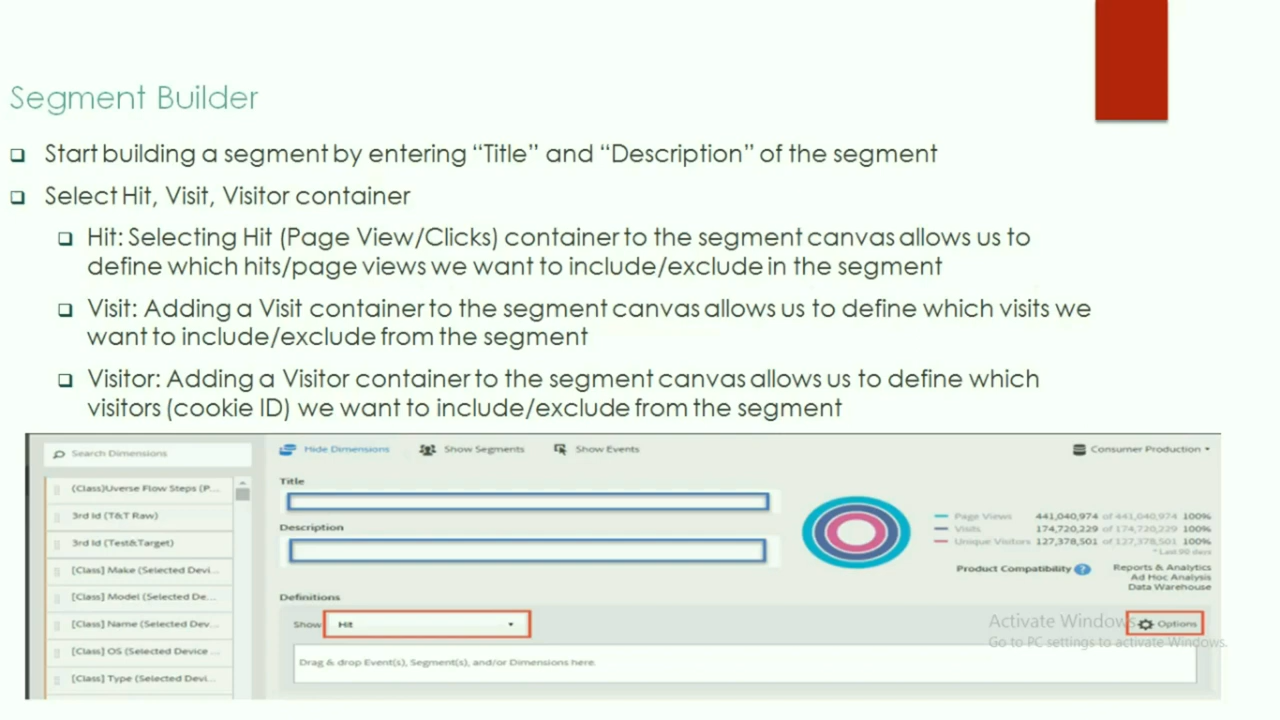 Segment Builder
Start building a segment by entering “Title” and “Description” of the segment
Select Hit, Visit, Visitor container
Hit: Selecting Hit (Page View/Clicks) container to the segment canvas allows us to
define which hits/page views we want to include/exclude in the segment
Visit: Adding a Visit container to the segment canvas allows us to define which visits we
want to include/exclude from the segment
Visitor: Adding a Visitor container to the segment canvas allows us to define which
visitors (cookie ID) we want to include/exclude from the segment
Search Dimensions
Hide Dimensions
Show Segments
Show Events
Consumer Production
(Class)Uverse Flow Steps (P...
3rd Id (T&T Raw)
3rd Id (Test&Target)
[Class] Make (Selected Devi...
[Class] Model (Selected De...
[Class] Name (Selected Dev...
[Class] OS (Selected Device ...
[Class] Type (Selected Devi...
Title
Description
Page Views 441,040,974 of 441,040,974 100%
Visits 174,720,229 of 174,720,229 100%
Unique Visitors 127,378,501 of 127,378,501 100%
* Last 90 days
Product Compatibility ? Reports & Analytics
Ad Hoc Analysis
Data Warehouse
Definitions
Show Hit
Options
Drag & drop Event(s), Segment(s), and/or Dimensions here.
Activate Windows
Go to PC settings to activate Windows.